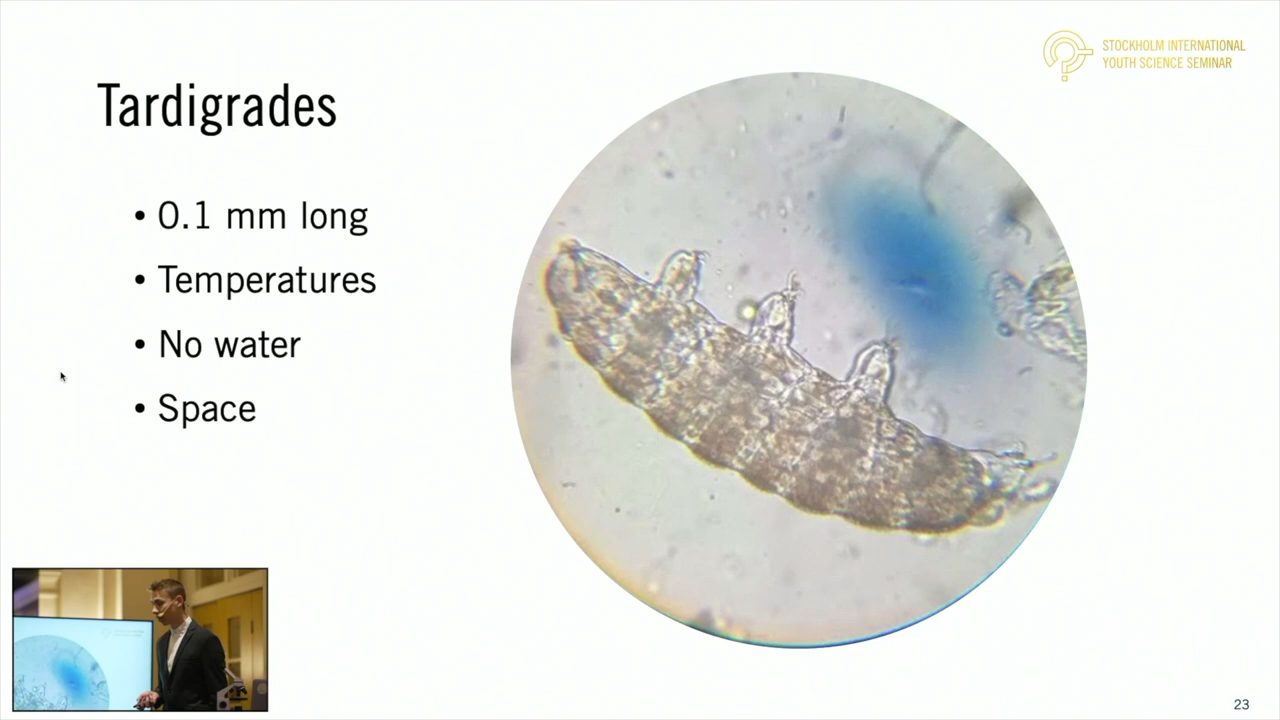 STOCKHOLM INTERNATIONAL
YOUTH SCIENCE SEMINAR
Tardigrades
• 0.1 mm long
• Temperatures
• No water
• Space
23